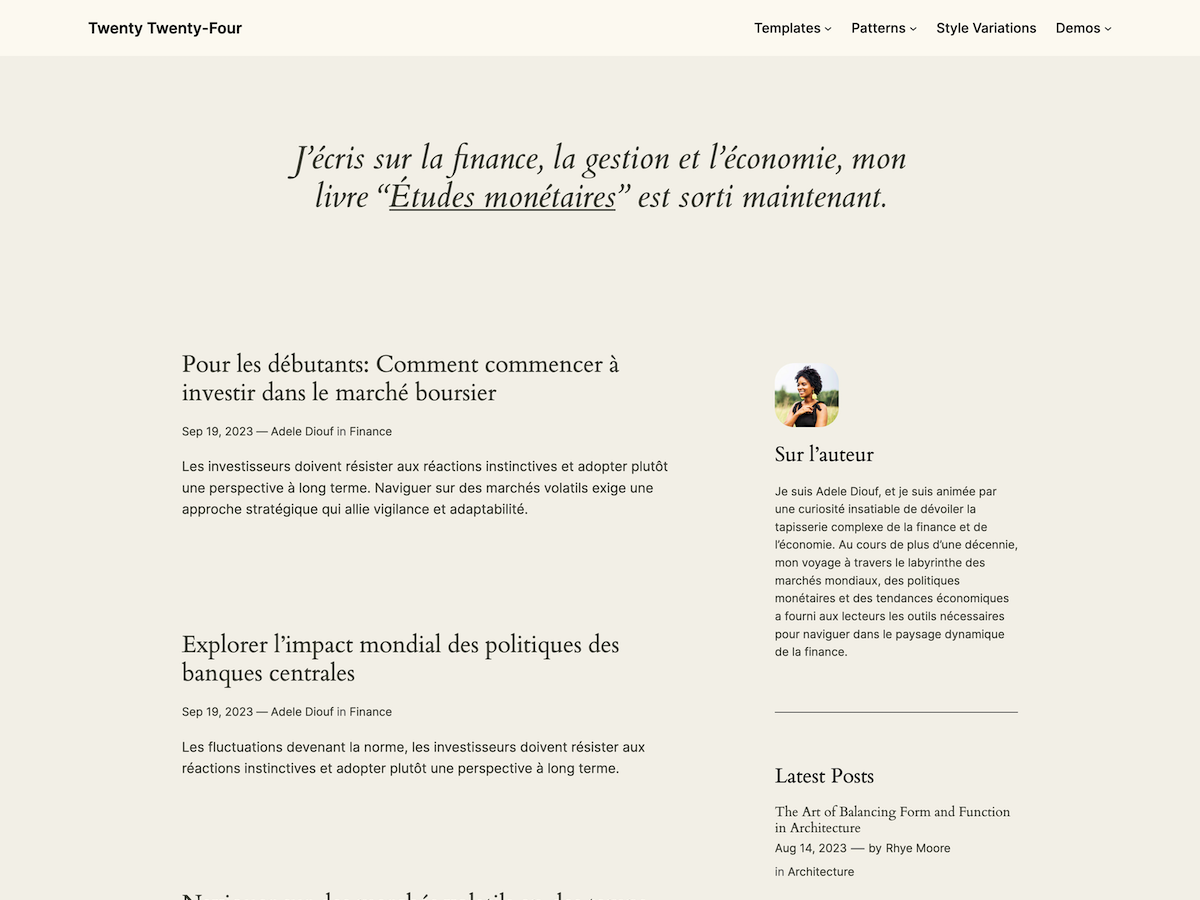 Twenty Twenty-Four
Templates
Patterns
Style Variations
Demos
J’écris sur la finance, la gestion et l’économie, mon
livre “Études monétaires” est sorti maintenant.
Pour les débutants: Comment commencer à
investir dans le marché boursier
Sep 19, 2023 — Adele Diouf in Finance
Les investisseurs doivent résister aux réactions instinctives et adopter plutôt
une perspective à long terme. Naviguer sur des marchés volatils exige une
approche stratégique qui allie vigilance et adaptabilité.
Explorer l’impact mondial des politiques des
banques centrales
Sep 19, 2023 — Adele Diouf in Finance
Les fluctuations devenant la norme, les investisseurs doivent résister aux
réactions instinctives et adopter plutôt une perspective à long terme.
Sur l’auteur
Je suis Adele Diouf, et je suis animée par
une curiosité insatiable de dévoiler la
tapisserie complexe de la finance et de
l’économie. Au cours de plus d’une décennie,
mon voyage à travers le labyrinthe des
marchés mondiaux, des politiques
monétaires et des tendances économiques
a fourni aux lecteurs les outils nécessaires
pour naviguer dans le paysage dynamique
de la finance.
Latest Posts
The Art of Balancing Form and Function
in Architecture
Aug 14, 2023 — by Rhye Moore
in Architecture